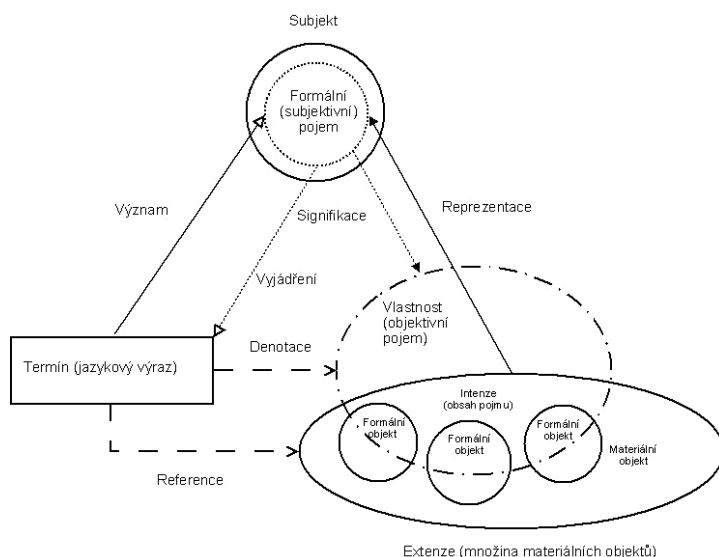 Subjekt
Formální
(subjektivní)
pojem
Význam
Signifikace
Reprezentace
Vyjádření
Vlastnost
(objektivní
pojem)
Termín (jazykový výraz)
Denotace
Intenze
(obsah pojmu)
Formální
objekt
Formální
objekt
Formální
objekt
Materiální
objekt
Reference
Extenze (množina materiálních objektů)